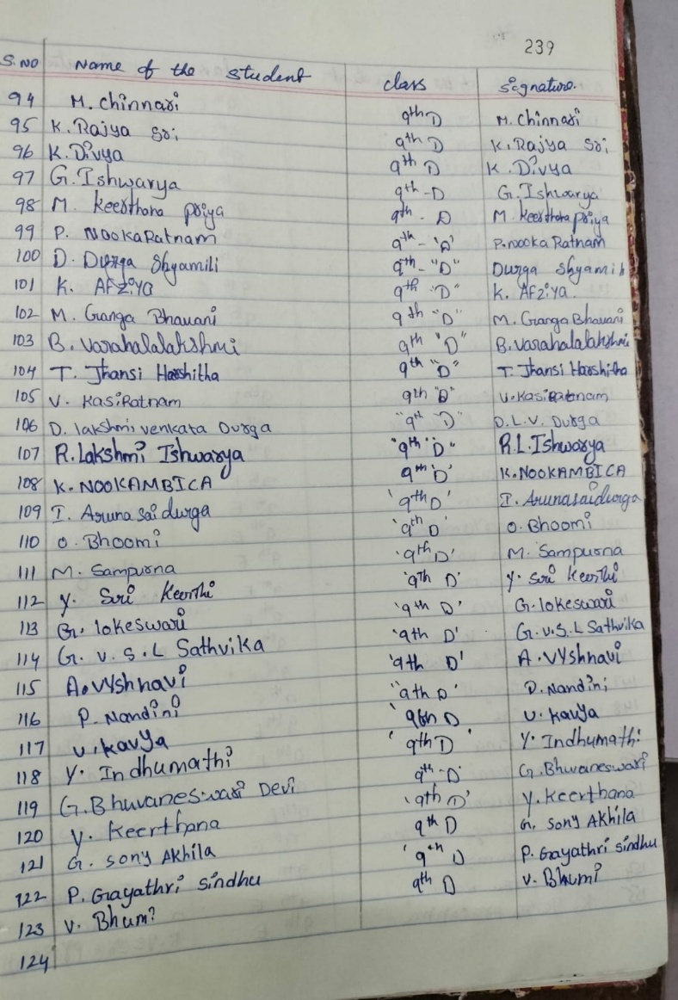 239
S.NO Name of the student class signature.
94 M. Chinnari 9th D M. Chinnari
95 K. Rajya Sri 9th D K. Rajya Sri
96 K. Divya 9th D K. Divya
97 G. Ishwarya 9th -D G. Ishwarya
98 M. Keerthana priya 9th - D M. Keerthana priya
99 P. NookaRatnam 9th - 'D' P. nooka Ratnam
100 D. Durga Shyamili 9th - "D" Durga Shyamili
101 K. AFziya 9th "D" K. AFziya.
102 M. Ganga Bhavani 9th "D" M. Ganga Bhavani
103 B. Varahalalakshmi 9th "D" B. Varahalalakshmi
104 T. Jhansi Harshitha 9th "D" T. Jhansi Harshitha
105 V. KasiRatnam 9th "D" V. KasiRatnam
106 D. lakshmi venkata Durga "9th "D" D.L.V. Durga
107 R. Lakshmi Ishwarya "9th "D" R.L. Ishwarya
108 K. NOOKAMBICA 9th 'D' K. NOOKAMBICA
109 I. Aruna sai durga '9th D' I. Arunasaidurga
110 O. Bhoomi '9th D' O. Bhoomi
111 M. Sampurna '9th D' M. Sampurna
112 Y. Siri Keerthi '9th D' Y. Siri Keerthi
113 G. lokeswari '9th D' G. lokeswari
114 G. V. S. L Sathvika '9th D' G. V. S. L Sathvika
115 A. Vyshnavi '9th D' A. Vyshnavi
116 P. Nandini "9th D' P. Nandini
117 V. Kavya '9th D V. Kavya
118 Y. Indhumathi '9th D' Y. Indhumathi
119 G. Bhuvaneswari Devi 9th -D' G. Bhuvaneswari
120 Y. Keerthana '9th D' Y. Keerthana
121 G. Sony Akhila 9th D G. Sony Akhila
122 P. Gayathri Sindhu '9th D P. Gayathri Sindhu
123 V. Bhumi 9th D V. Bhumi
124